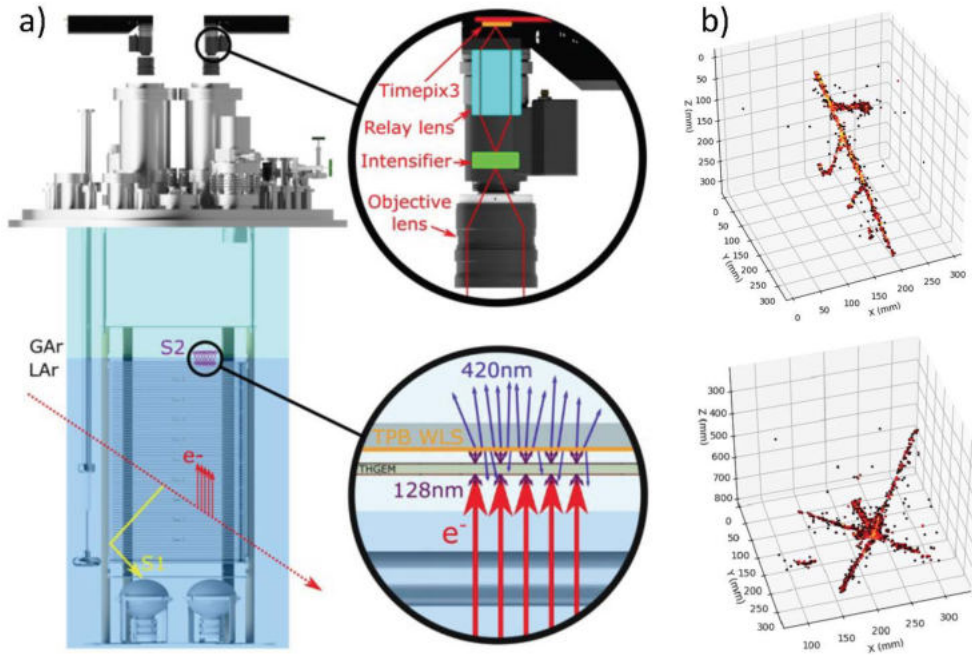 a)
Timepix3
Relay lens
Intensifier
Objective
lens
GAr
LAr
S2
e-
S1
420nm
TPB WLS
THGEM
128nm
e-
b)
0
50
100
150
200
250
300
Z (mm)
0
50
100
150
200
250
300
Y (mm)
0
50
100
150
200
250
300
X (mm)
200
300
400
500
600
700
800
Z (mm)
0
50
100
150
200
250
300
Y (mm)
100
150
200
250
300
X (mm)